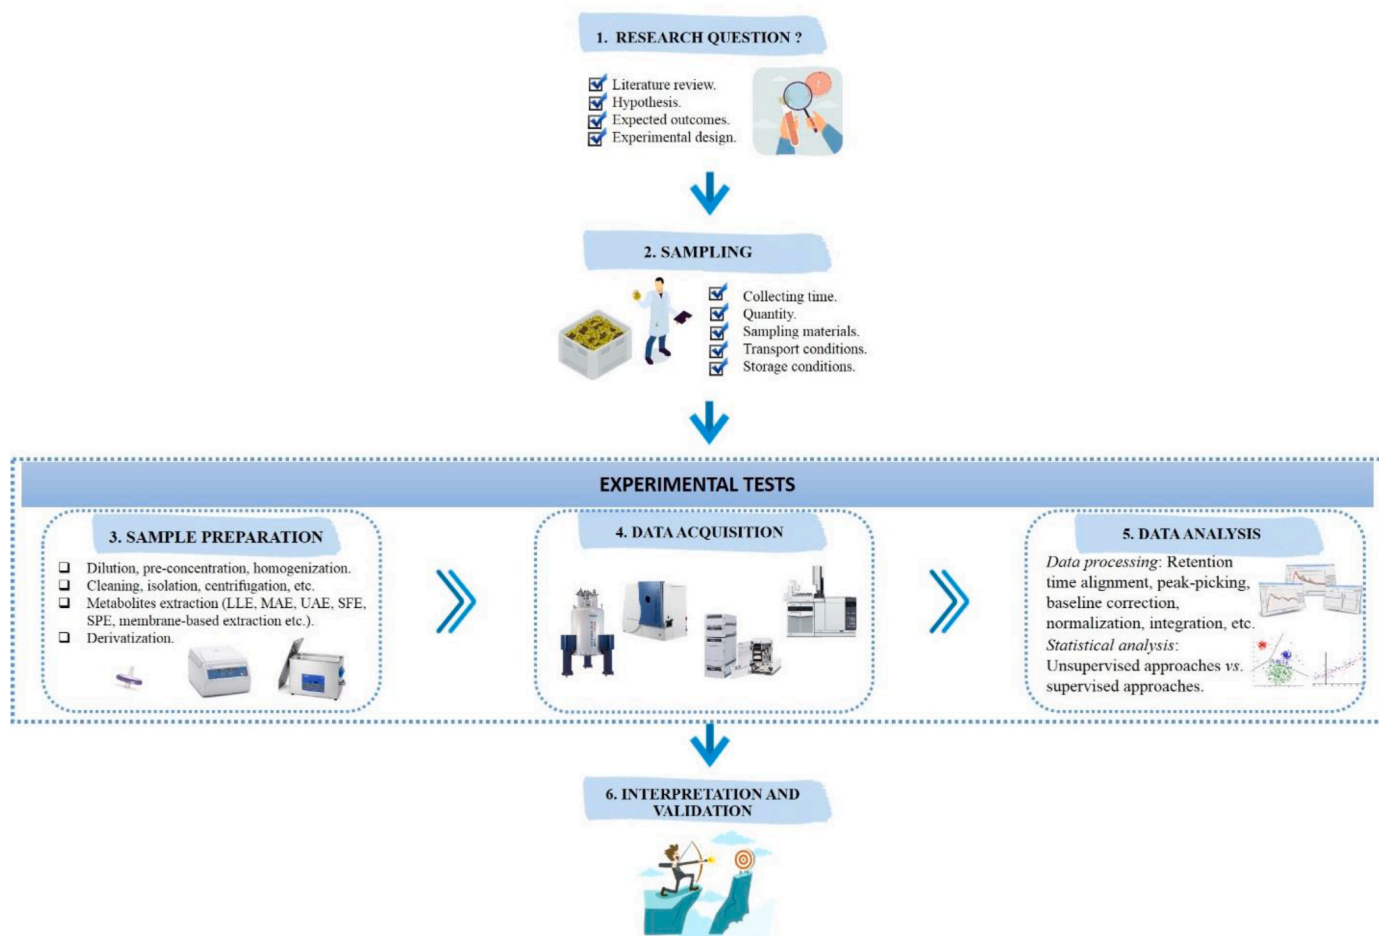 1. RESEARCH QUESTION ?
Literature review.
Hypothesis.
Expected outcomes.
Experimental design.
2. SAMPLING
Collecting time.
Quantity.
Sampling materials.
Transport conditions.
Storage conditions.
EXPERIMENTAL TESTS
3. SAMPLE PREPARATION
Dilution, pre-concentration, homogenization.
Cleaning, isolation, centrifugation, etc.
Metabolites extraction (LLE, MAE, UAE, SFE,
SPE, membrane-based extraction etc.).
Derivatization.
4. DATA ACQUISITION
5. DATA ANALYSIS
Data processing: Retention
time alignment, peak-picking,
baseline correction,
normalization, integration, etc.
Statistical analysis:
Unsupervised approaches vs.
supervised approaches.
6. INTERPRETATION AND
VALIDATION